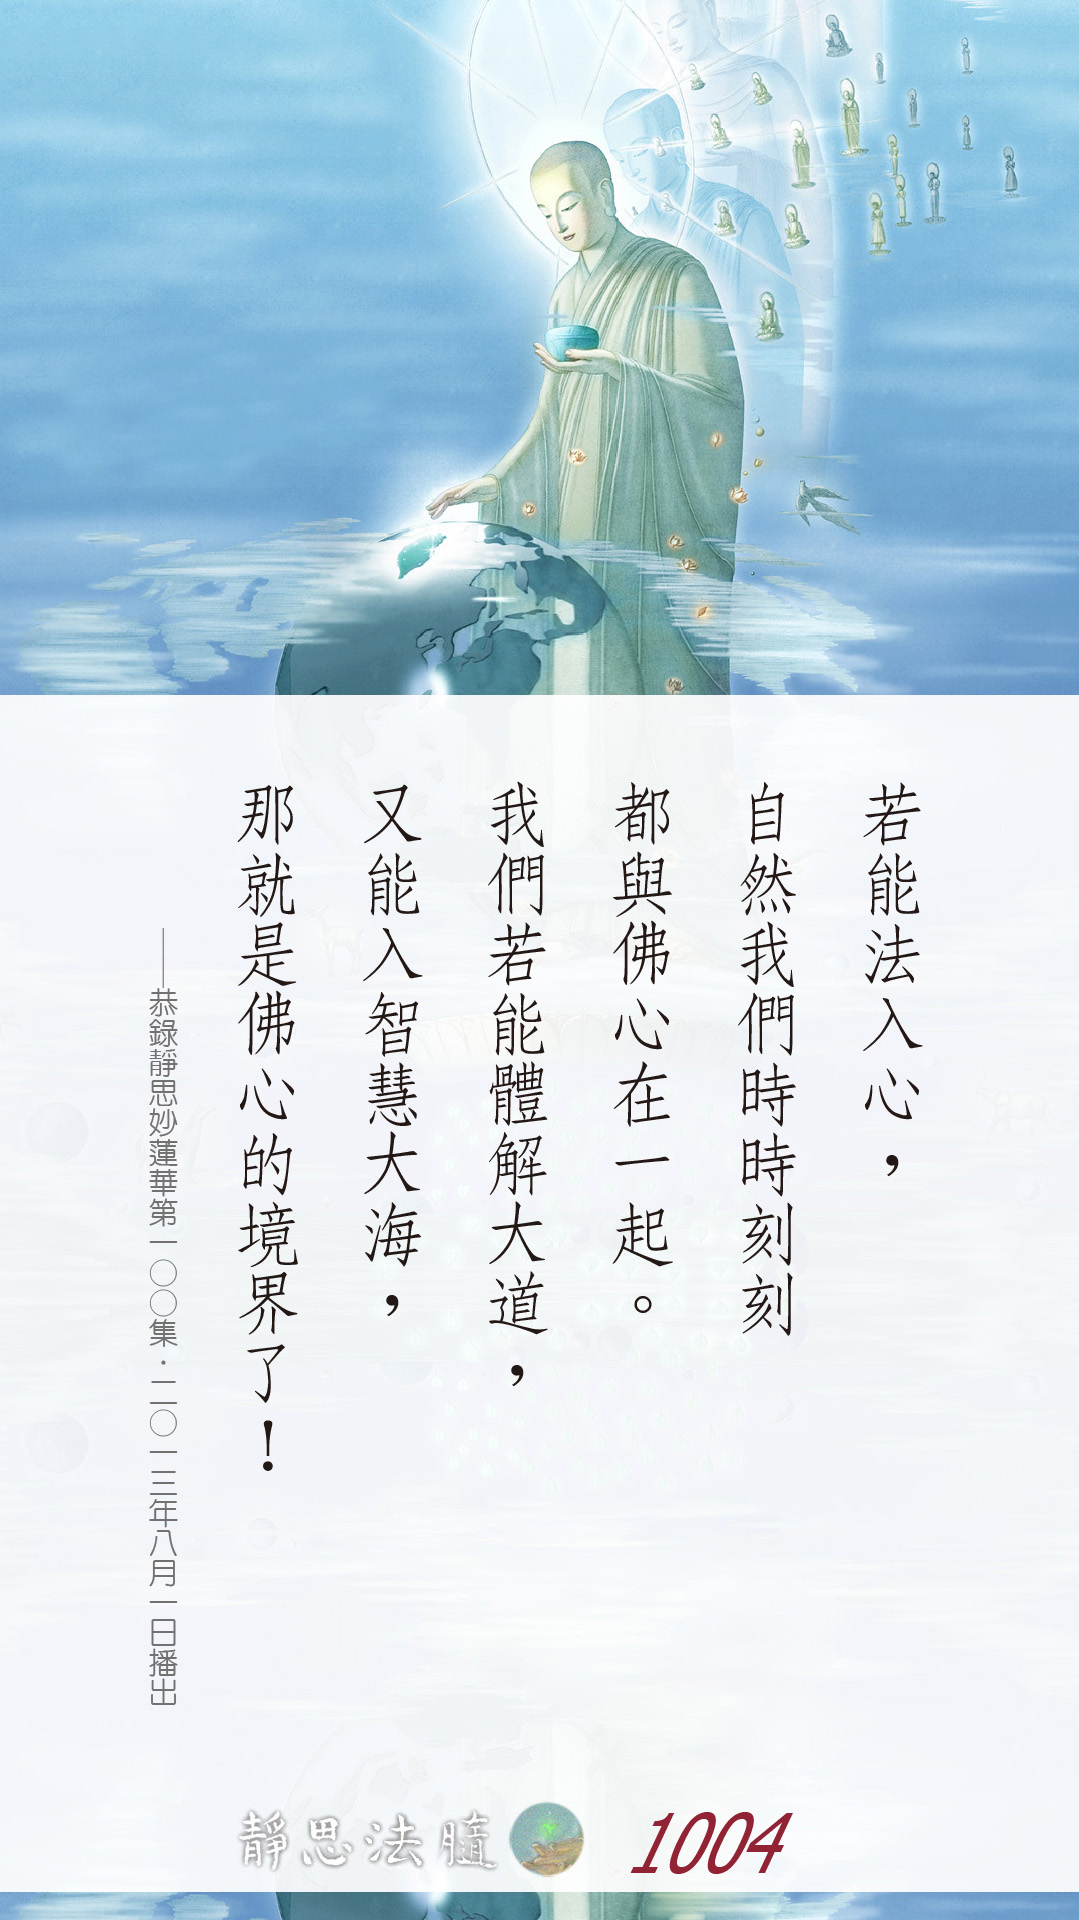 若能法入心，
自然我們時時刻刻
都與佛心在一起。
我們若能體解大道，
又能入智慧大海，
那就是佛心的境界了！
——恭錄靜思妙蓮華第一〇〇集·二〇一三年八月一日播出
靜思法髓
1004